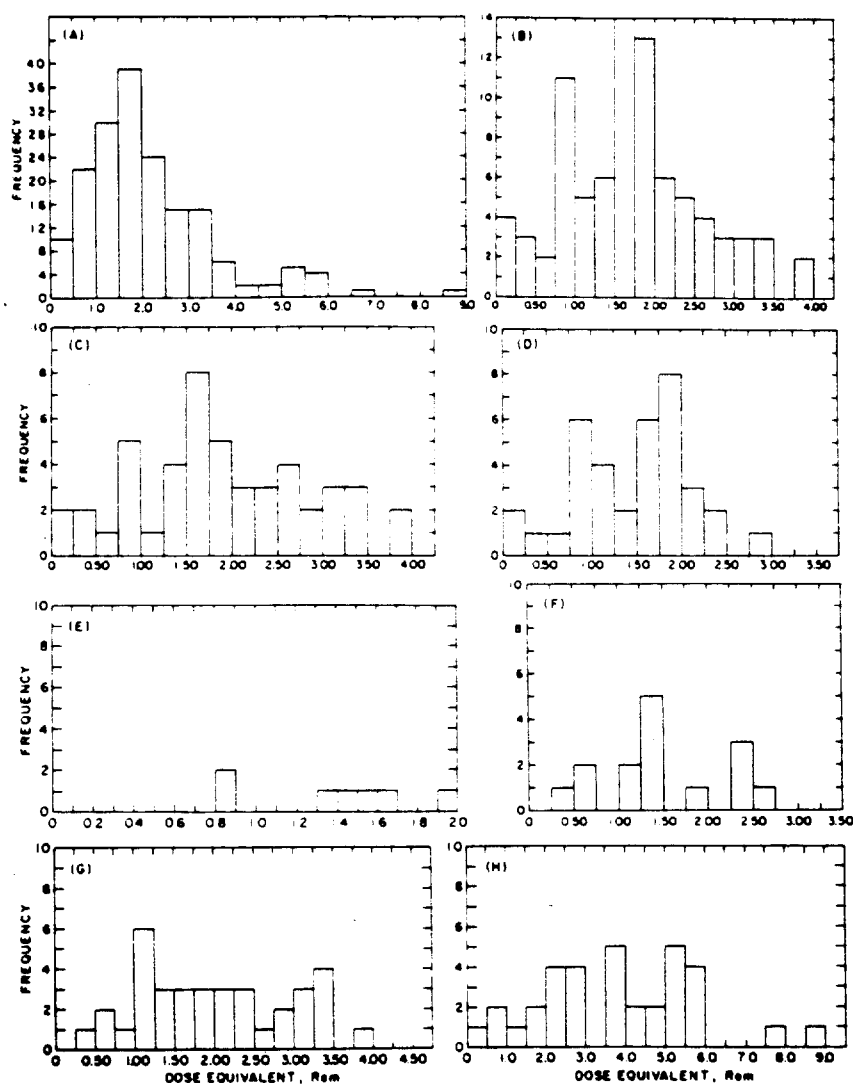 (A)
FREQUENCY
40
36
32
28
24
20
16
12
8
4
0
0 1.0 2.0 3.0 4.0 5.0 6.0 7.0 9.0
(B)
14
12
10
8
6
4
2
0
0 0.50 1.00 1.50 2.00 2.50 3.00 3.50 4.00
(C)
FREQUENCY
10
8
6
4
2
0
0 0.50 1.00 1.50 2.00 2.50 3.00 3.50 4.00
(D)
10
8
6
4
2
0
0 0.50 1.00 1.50 2.00 2.50 3.00 3.50
(E)
FREQUENCY
10
8
6
4
2
0
0 0.2 0.4 0.6 0.8 1.0 1.2 1.4 1.6 1.8 2.0
(F)
10
8
6
4
2
0
0 0.50 1.00 1.50 2.00 2.50 3.00 3.50
(G)
FREQUENCY
10
8
6
4
2
0
0 0.50 1.00 1.50 2.00 2.50 3.00 3.50 4.00 4.50
DOSE EQUIVALENT, Rem
(H)
10
8
6
4
2
0
0 1.0 2.0 3.0 4.0 5.0 6.0 7.0 8.0 9.0
DOSE EQUIVALENT, Rem